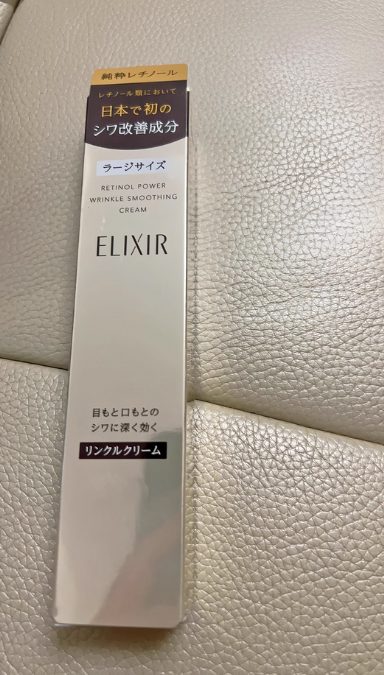 純粋レチノール
レチノール類において
日本で初の
シワ改善成分
ラージサイズ
RETINOL POWER
WRINKLE SMOOTHING
CREAM
ELIXIR
目もと口もとの
シワに深く効く
リンクルクリーム